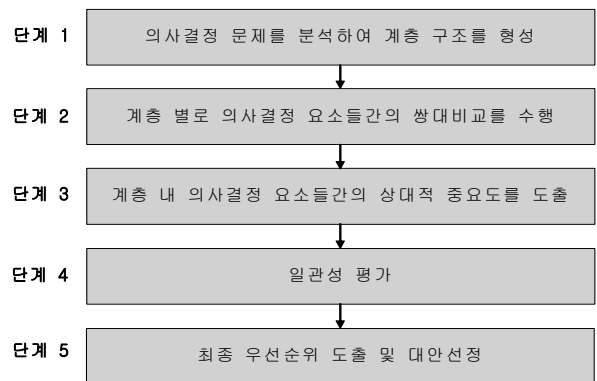 단계 1 의사결정 문제를 분석하여 계층 구조를 형성
단계 2 계층 별로 의사결정 요소들간의 쌍대비교를 수행
단계 3 계층 내 의사결정 요소들간의 상대적 중요도를 도출
단계 4 일관성 평가
단계 5 최종 우선순위 도출 및 대안선정